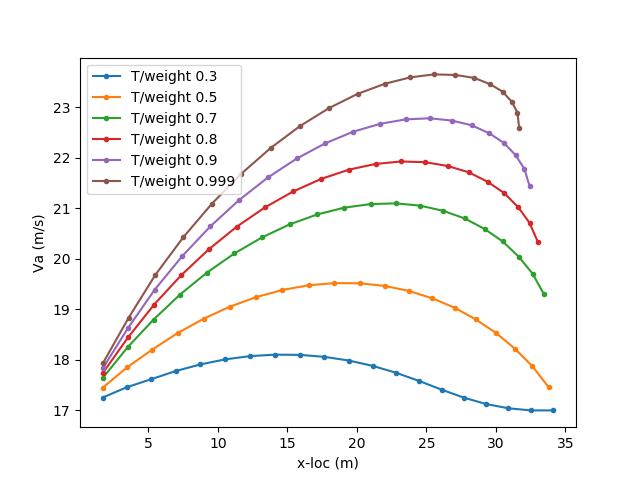 T/weight 0.3
T/weight 0.5
T/weight 0.7
T/weight 0.8
T/weight 0.9
T/weight 0.999
23
22
21
20
19
18
17
Va (m/s)
5 10 15 20 25 30 35
x-loc (m)